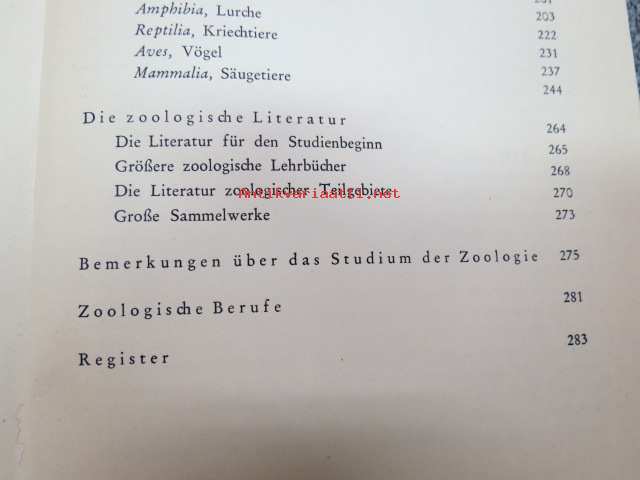 Amphibia, Lurche 203
Reptilia, Kriechtiere 222
Aves, Vögel 231
Mammalia, Säugetiere 237
244
Die zoologische Literatur 264
Die Literatur für den Studienbeginn 265
Größere zoologische Lehrbücher 268
Die Literatur zoologischer Teilgebiete 270
Antikvariaatti.net
Große Sammelwerke 273
Bemerkungen über das Studium der Zoologie 275
Zoologische Berufe 281
Register 283